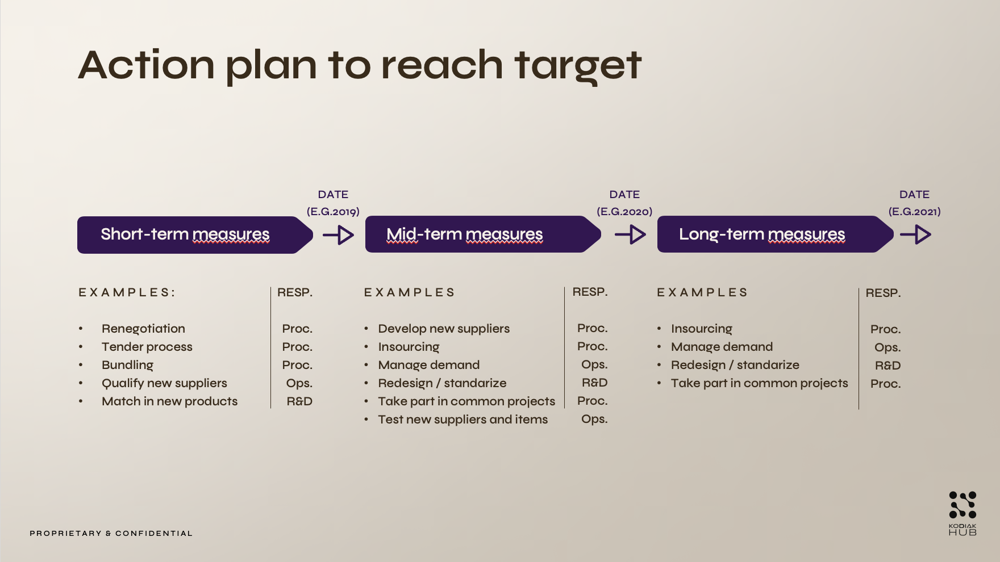 Action plan to reach target
DATE
(E.G.2019)
Short-term measures
DATE
(E.G.2020)
Mid-term measures
DATE
(E.G.2021)
Long-term measures
EXAMPLES:
RESP.
• Renegotiation Proc.
• Tender process Proc.
• Bundling Proc.
• Qualify new suppliers Ops.
• Match in new products R&D
EXAMPLES
RESP.
• Develop new suppliers Proc.
• Insourcing Proc.
• Manage demand Ops.
• Redesign / standarize R&D
• Take part in common projects Proc.
• Test new suppliers and items Ops.
EXAMPLES
RESP.
• Insourcing Proc.
• Manage demand Ops.
• Redesign / standarize R&D
• Take part in common projects Proc.
PROPRIETARY & CONFIDENTIAL
KODIAK
HUB